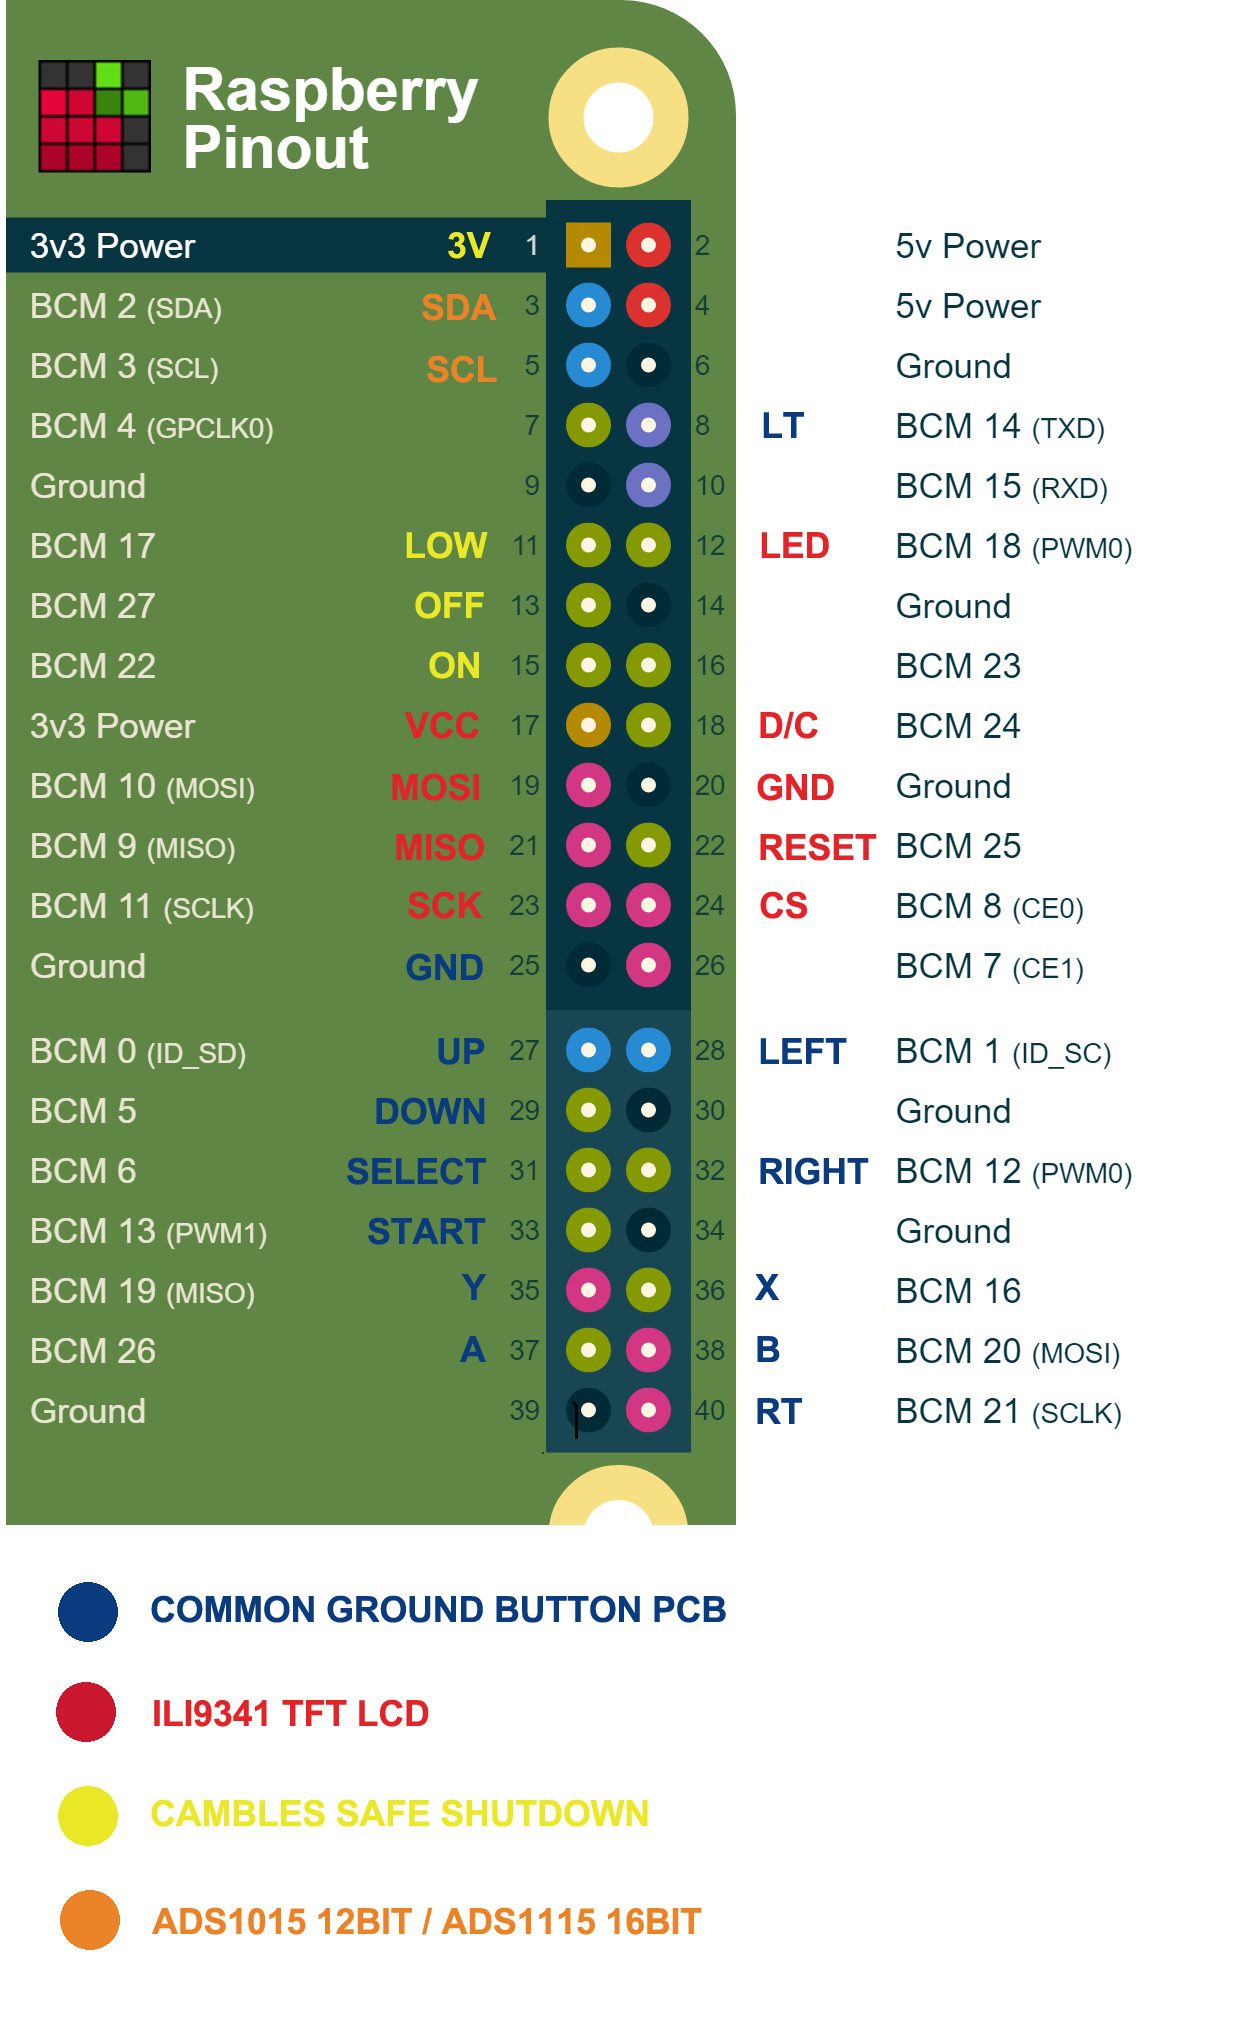 Raspberry
Pinout
3v3 Power 3V 1 2 5v Power
BCM 2 (SDA) SDA 3 4 5v Power
BCM 3 (SCL) SCL 5 6 Ground
BCM 4 (GPCLK0) 7 8 LT BCM 14 (TXD)
Ground 9 10 BCM 15 (RXD)
BCM 17 LOW 11 12 LED BCM 18 (PWM0)
BCM 27 OFF 13 14 Ground
BCM 22 ON 15 16 BCM 23
3v3 Power VCC 17 18 D/C BCM 24
BCM 10 (MOSI) MOSI 19 20 GND Ground
BCM 9 (MISO) MISO 21 22 RESET BCM 25
BCM 11 (SCLK) SCK 23 24 CS BCM 8 (CE0)
Ground GND 25 26 BCM 7 (CE1)
BCM 0 (ID_SD) UP 27 28 LEFT BCM 1 (ID_SC)
BCM 5 DOWN 29 30 Ground
BCM 6 SELECT 31 32 RIGHT BCM 12 (PWM0)
BCM 13 (PWM1) START 33 34 Ground
BCM 19 (MISO) Y 35 36 X BCM 16
BCM 26 A 37 38 B BCM 20 (MOSI)
Ground 39 40 RT BCM 21 (SCLK)
COMMON GROUND BUTTON PCB
ILI9341 TFT LCD
CAMBLES SAFE SHUTDOWN
ADS1015 12BIT / ADS1115 16BIT